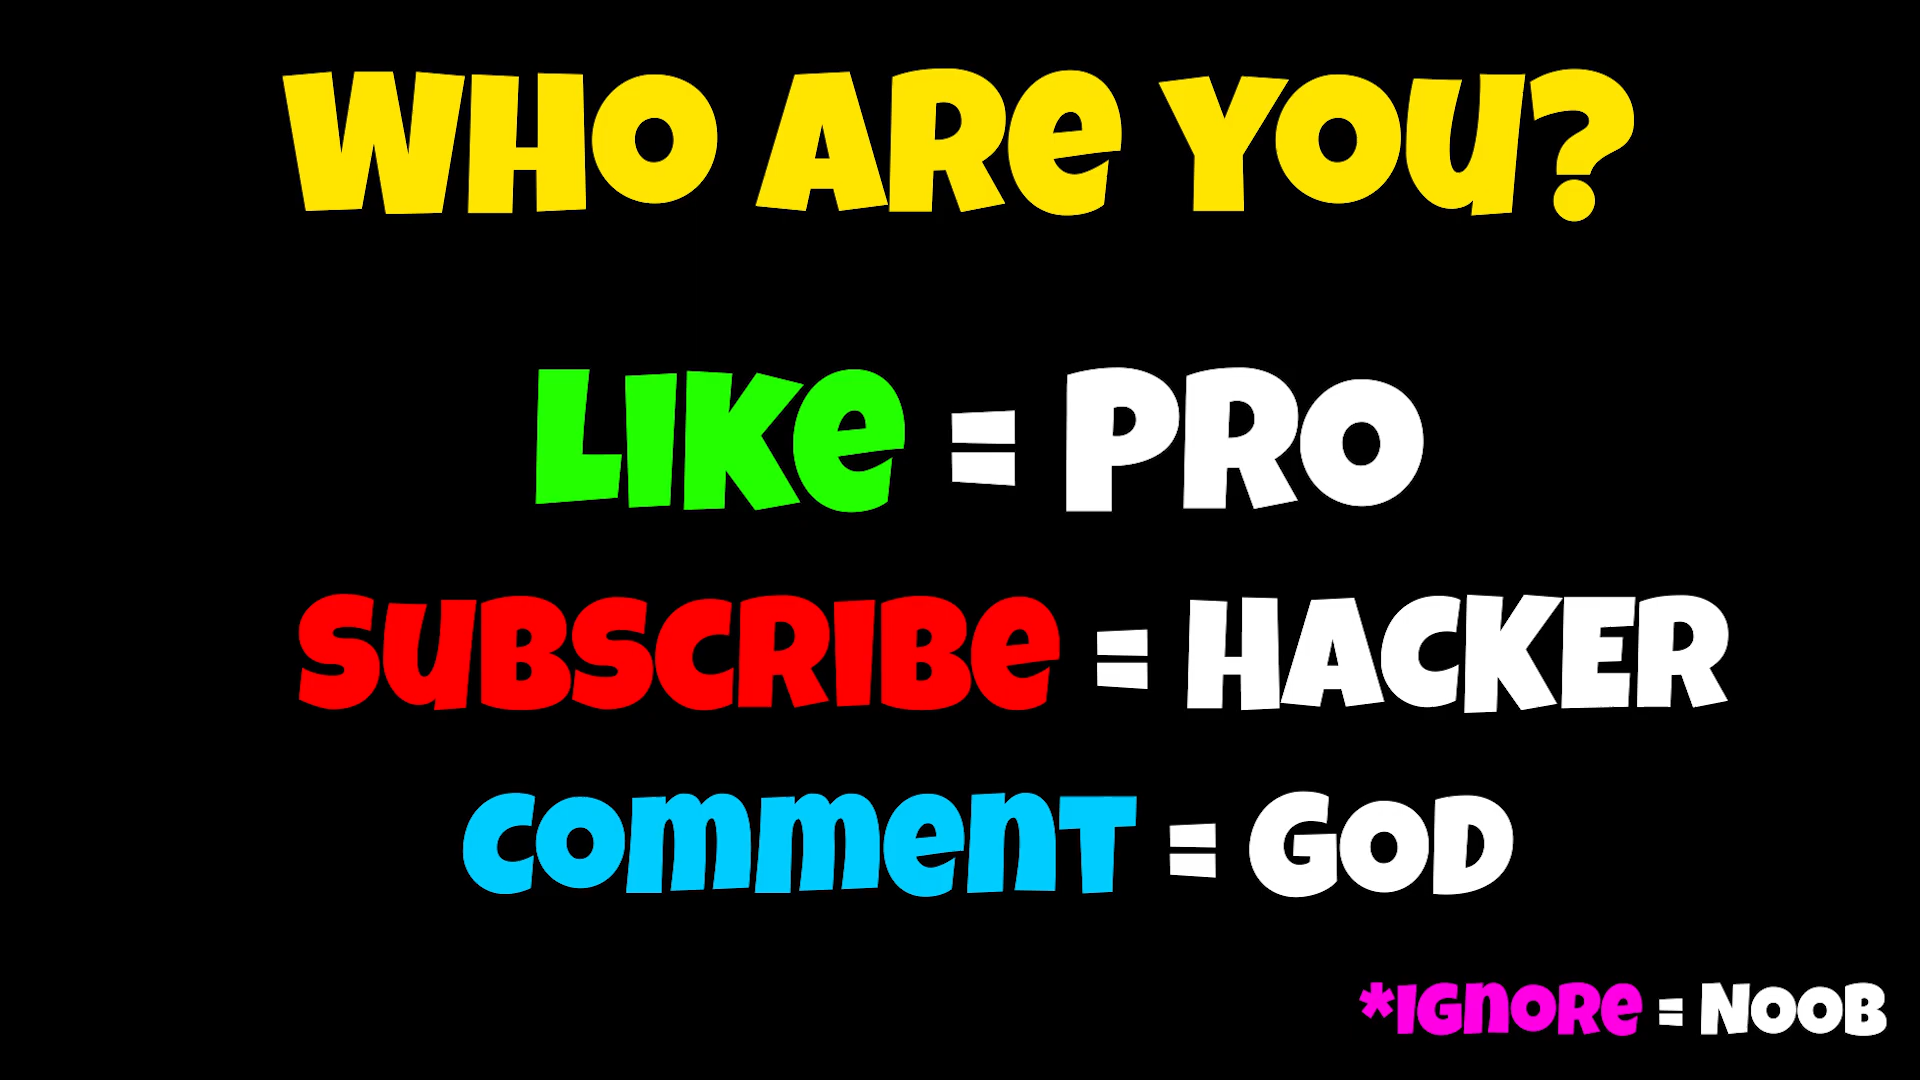 WHO ARE YOU?
LIKE = PRO
SUBSCRIBE = HACKER
COMMENT = GOD
*IGNORE = NOOB